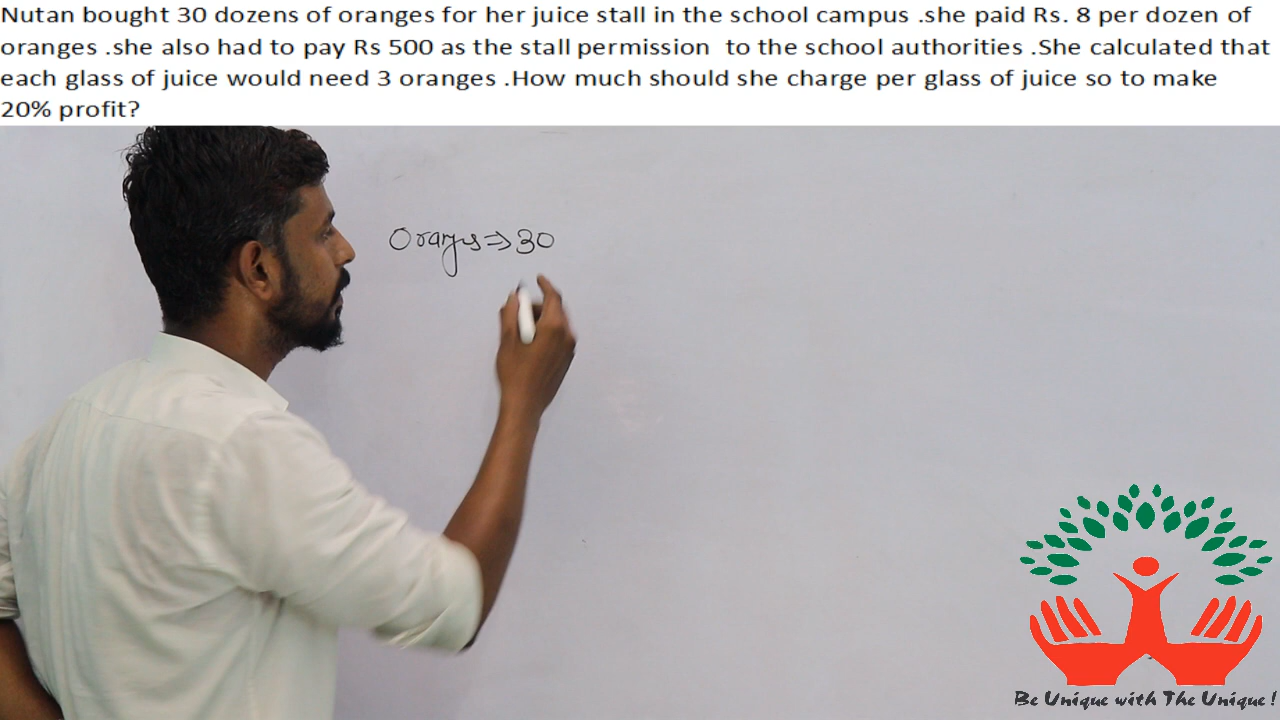 Nutan bought 30 dozens of oranges for her juice stall in the school campus .she paid Rs. 8 per dozen of
oranges .she also had to pay Rs 500 as the stall permission to the school authorities .She calculated that
each glass of juice would need 3 oranges .How much should she charge per glass of juice so to make
20% profit?
Oranges ⇒ 30
Be Unique with The Unique !